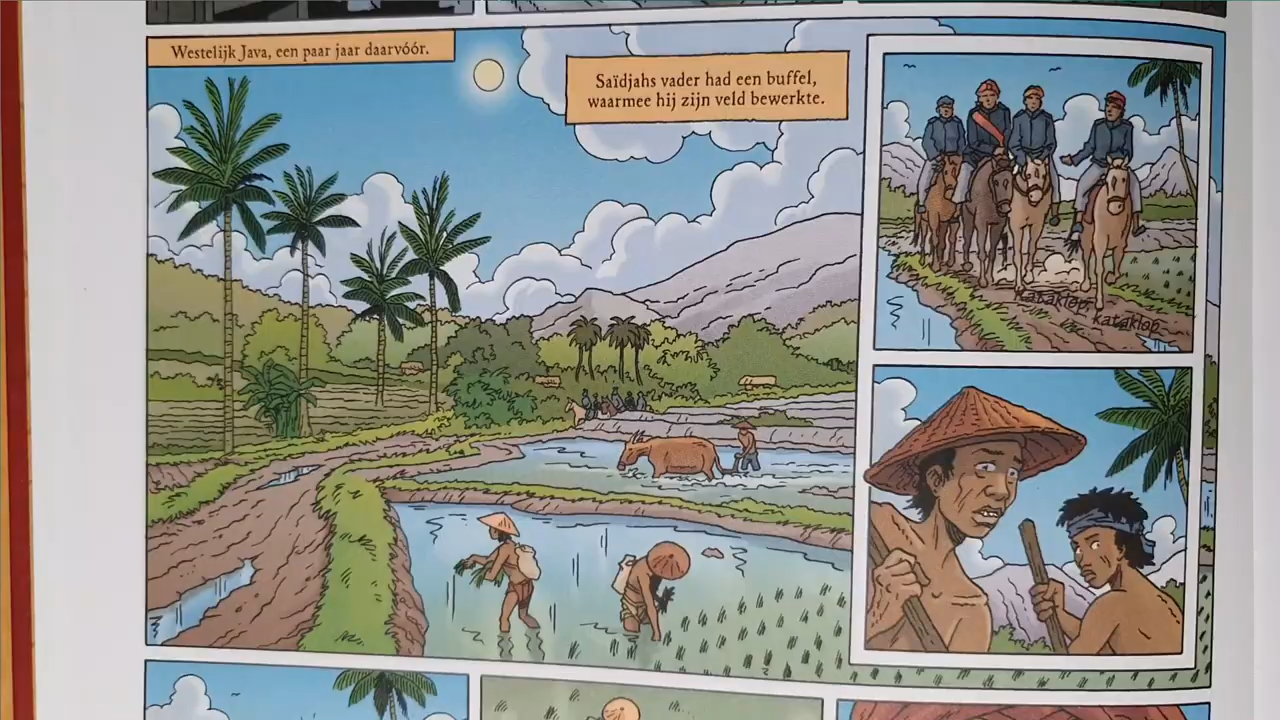 Westelijk Java, een paar jaar daarvóór.
Saïdjahs vader had een buffel,
waarmee hij zijn veld bewerkte.
Kataklop,
kataklop